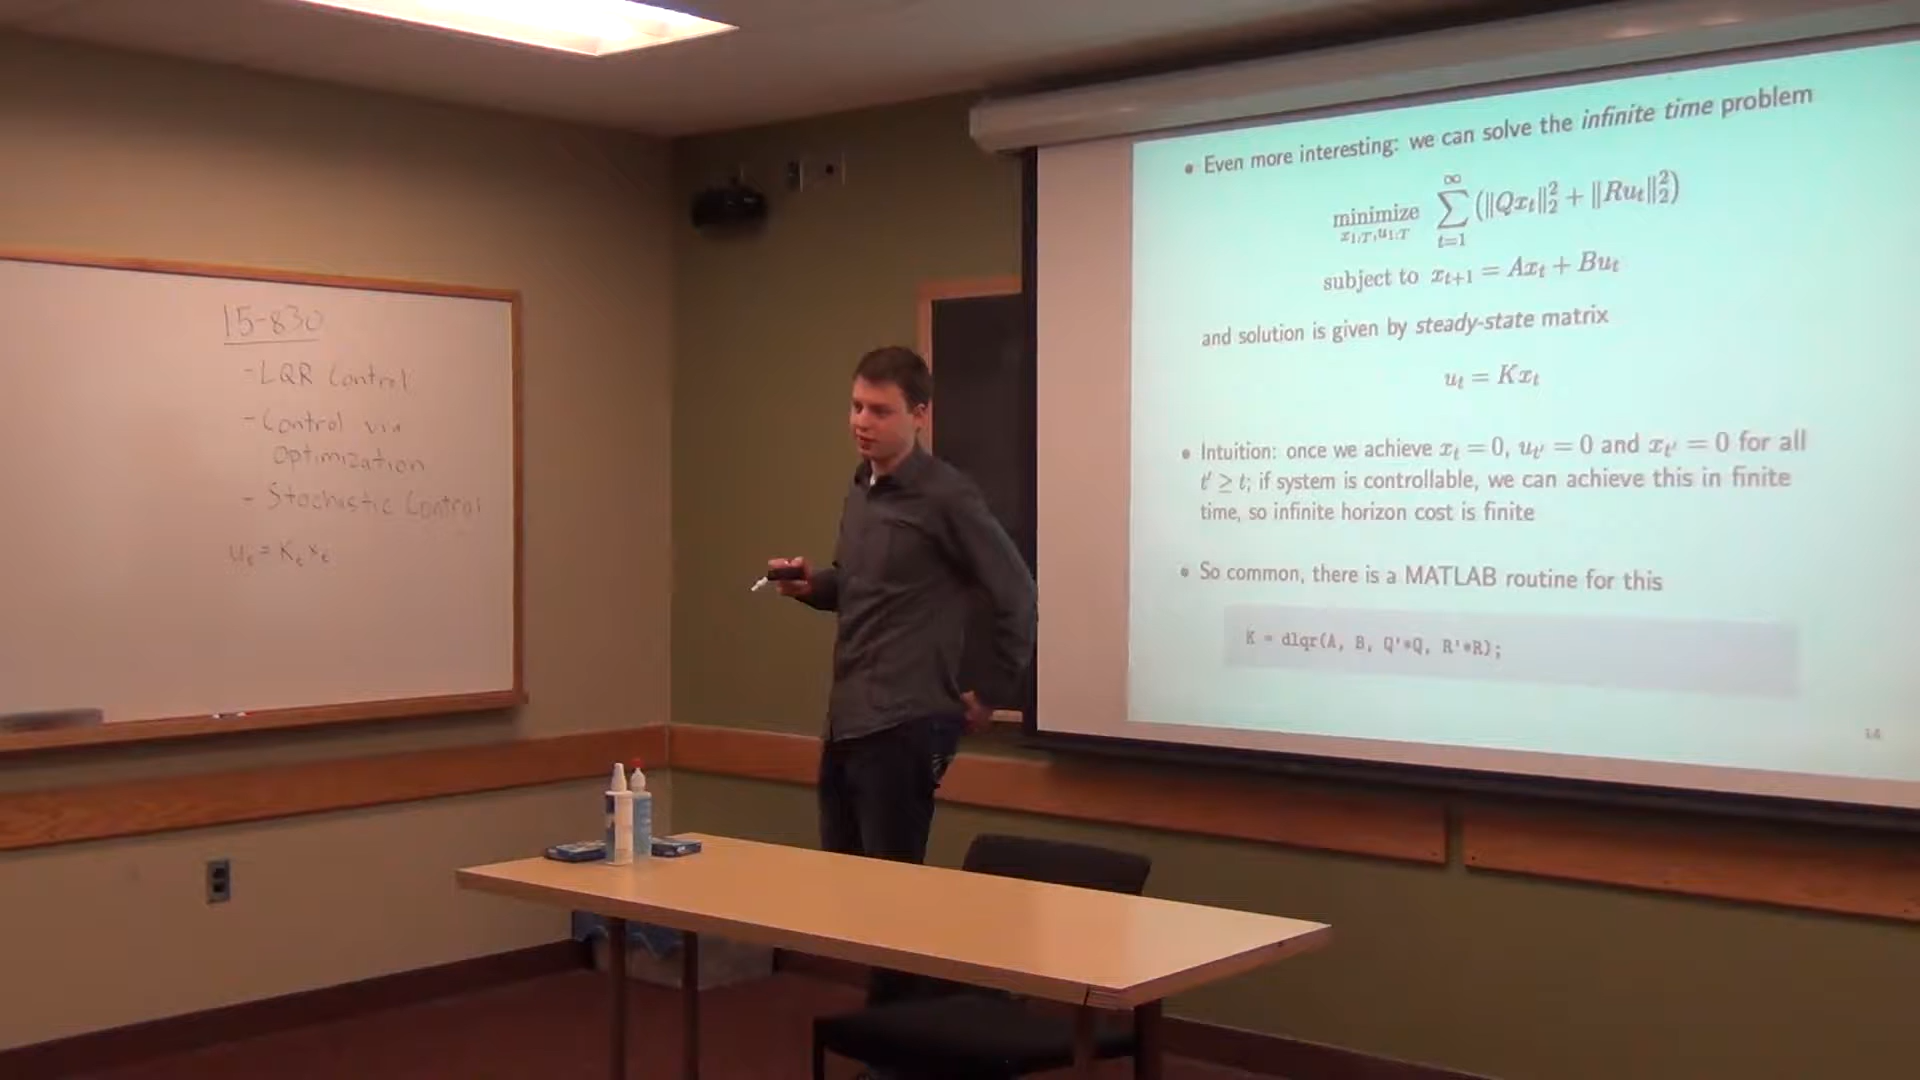 15-830
- LQR Control
- Control via
Optimization
- Stochastic Control
u_t = K_t x_t
• Even more interesting: we can solve the infinite time problem
minimize ∑ (‖Qx_t‖₂² + ‖Ru_t‖₂²)
x_{1:T}, u_{1:T} t=1 ∞
subject to x_{t+1} = Ax_t + Bu_t
and solution is given by steady-state matrix
u_t = Kx_t
• Intuition: once we achieve x_t = 0, u_{t'} = 0 and x_{t'} = 0 for all
t' ≥ t; if system is controllable, we can achieve this in finite
time, so infinite horizon cost is finite
• So common, there is a MATLAB routine for this
K = dlqr(A, B, Q'*Q, R'*R);